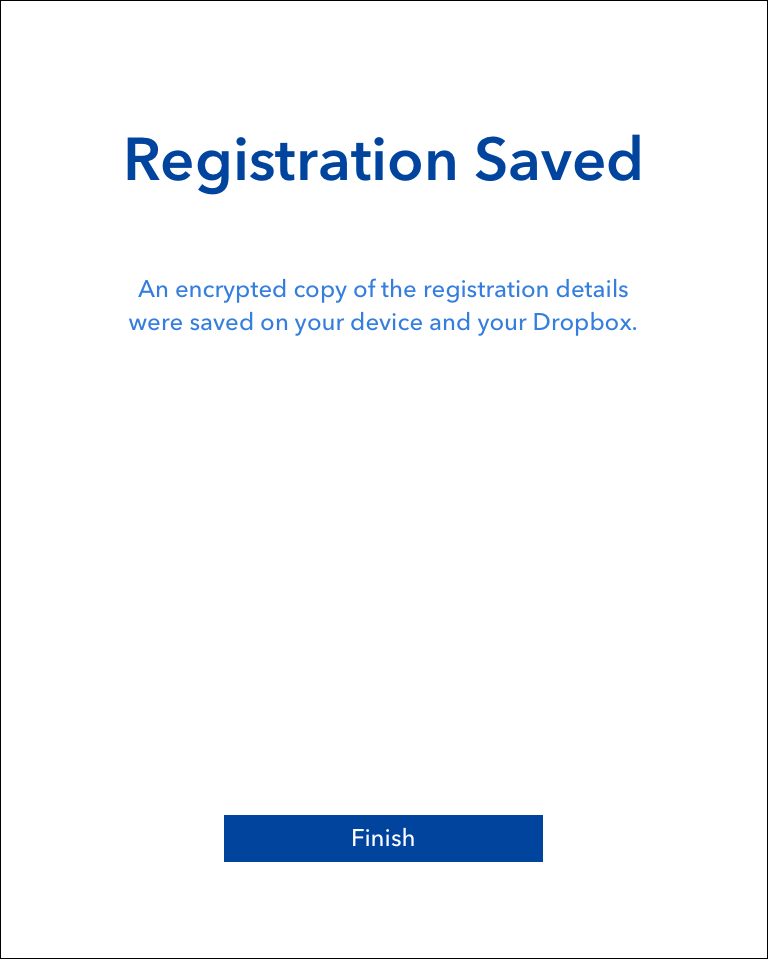 Registration Saved
An encrypted copy of the registration details
were saved on your device and your Dropbox.
Finish